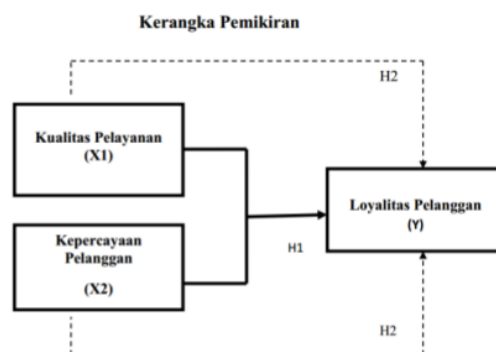 Kerangka Pemikiran
H2
Kualitas Pelayanan
(X1)
Loyalitas Pelanggan
(Y)
Kepercayaan
Pelanggan
(X2)
H1
H2